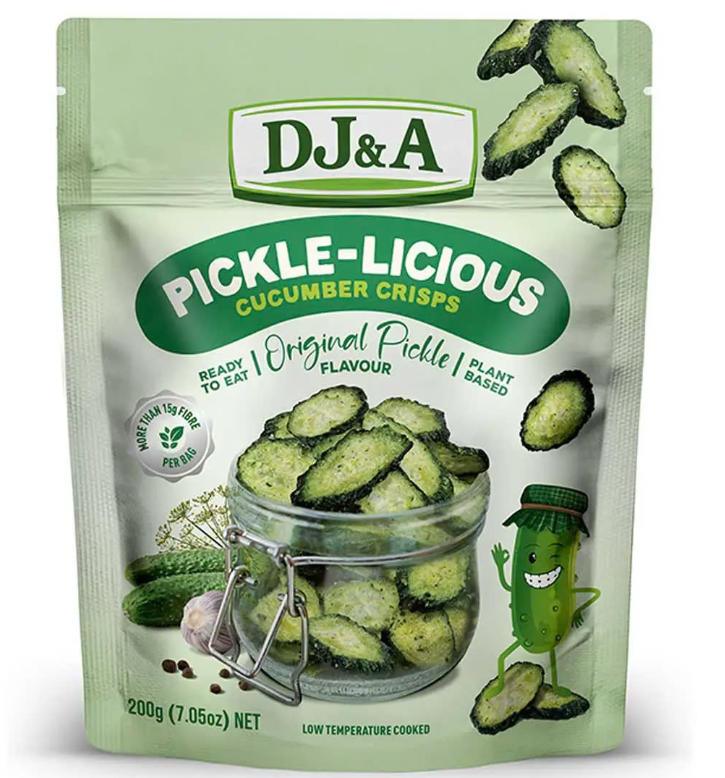 DJ&A
PICKLE-LICIOUS
CUCUMBER CRISPS
READY
TO EAT
Original Pickle
FLAVOUR
PLANT
BASED
MORE THAN 15g FIBRE
PER BAG
200g (7.05oz) NET
LOW TEMPERATURE COOKED